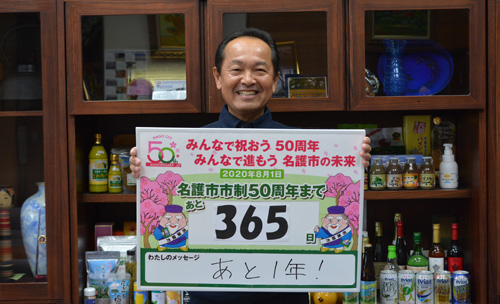 NAGO CITY
50th
みんなで祝おう 50周年
みんなで進もう 名護市の未来
2020年8月1日
名護市市制50周年まで
あと
365
日
わたしのメッセージ
あと1年!